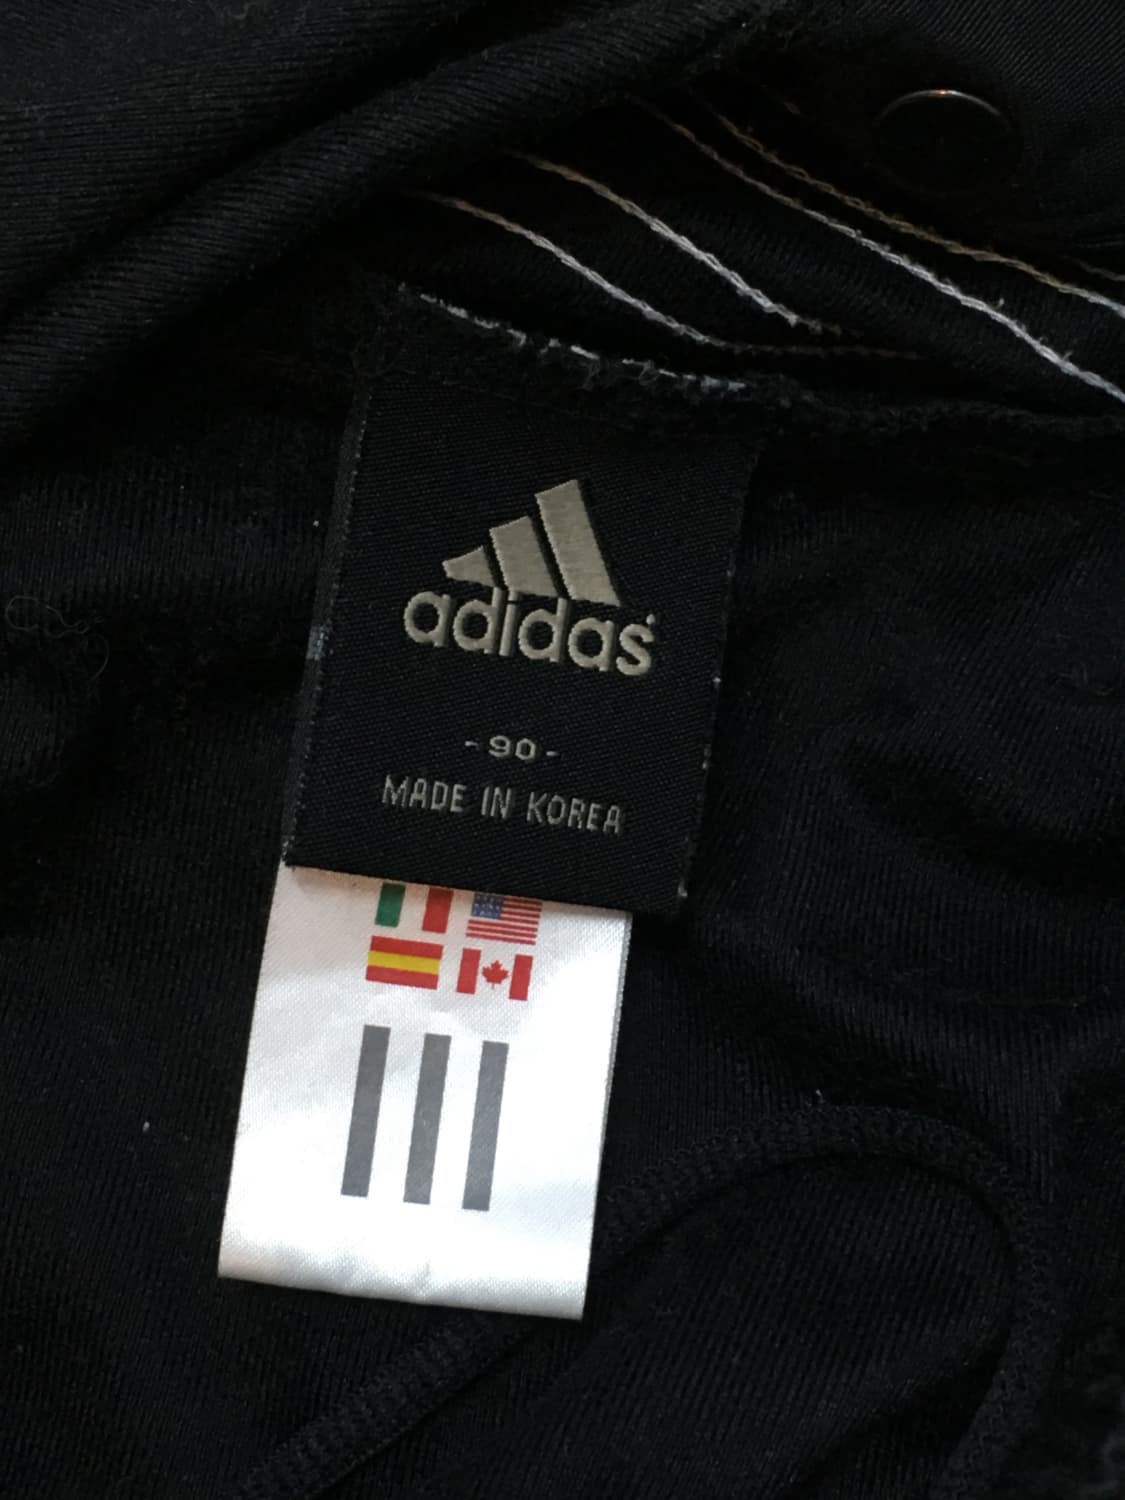 adidas
-90-
MADE IN KOREA